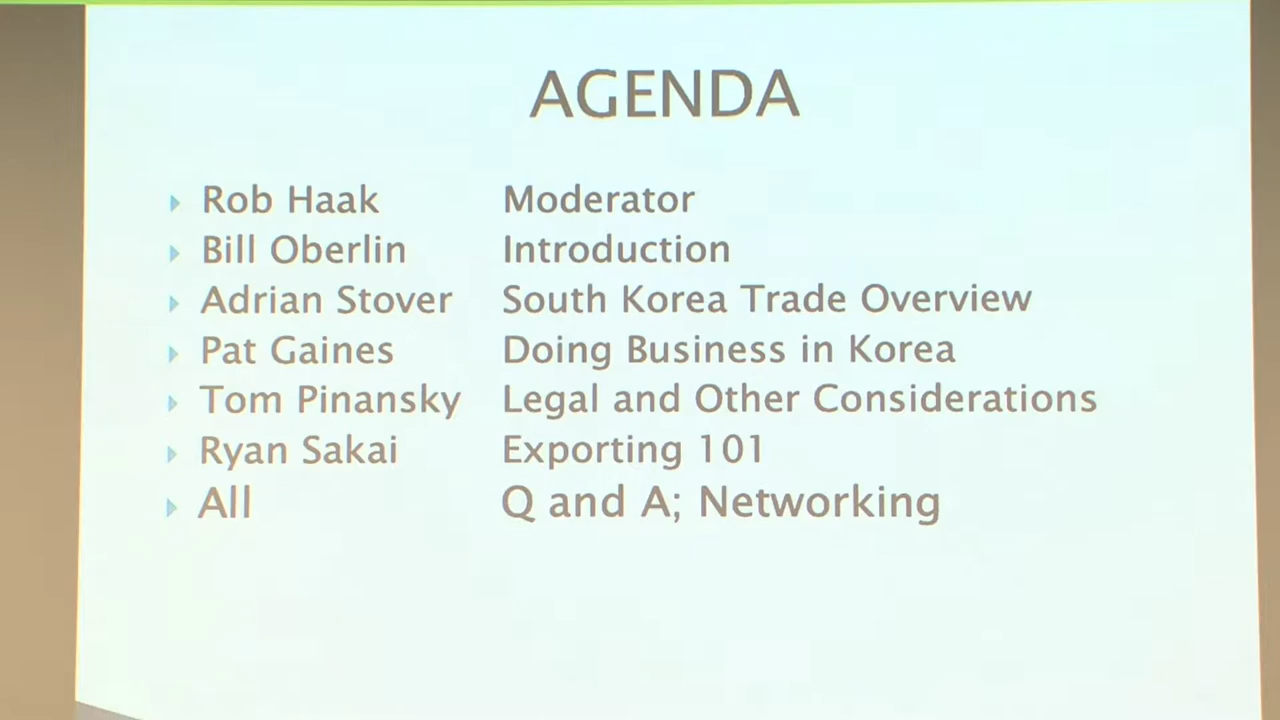 AGENDA
Rob Haak Moderator
Bill Oberlin Introduction
Adrian Stover South Korea Trade Overview
Pat Gaines Doing Business in Korea
Tom Pinansky Legal and Other Considerations
Ryan Sakai Exporting 101
All Q and A; Networking